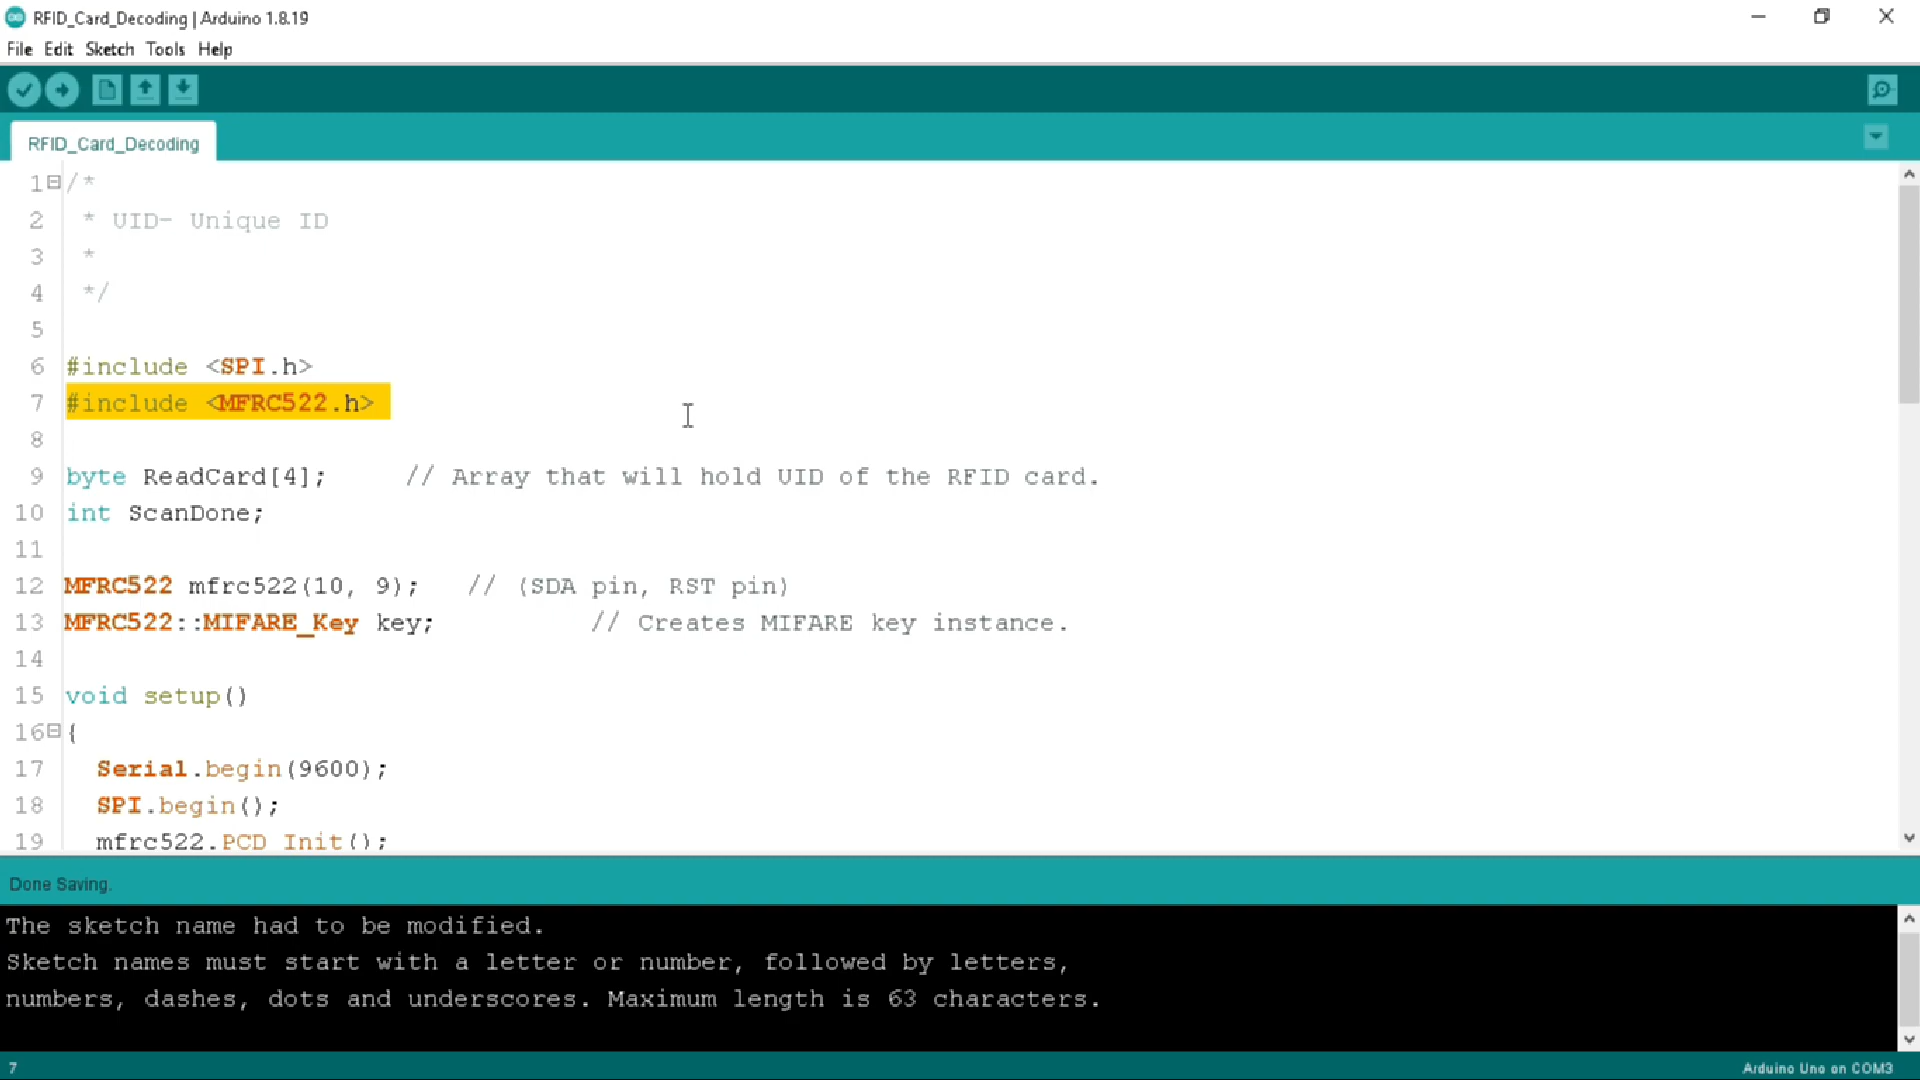 RFID_Card_Decoding | Arduino 1.8.19
File Edit Sketch Tools Help
RFID_Card_Decoding
1 /*
2 * UID- Unique ID
3 *
4 */
5
6 #include <SPI.h>
7 #include <MFRC522.h>
8
9 byte ReadCard[4]; // Array that will hold UID of the RFID card.
10 int ScanDone;
11
12 MFRC522 mfrc522(10, 9); // (SDA pin, RST pin)
13 MFRC522::MIFARE_Key key; // Creates MIFARE key instance.
14
15 void setup()
16 {
17 Serial.begin(9600);
18 SPI.begin();
19 mfrc522.PCD_Init();
Done Saving.
The sketch name had to be modified.
Sketch names must start with a letter or number, followed by letters,
numbers, dashes, dots and underscores. Maximum length is 63 characters.
7 Arduino Uno on COM3